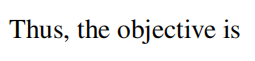 Thus, the objective is